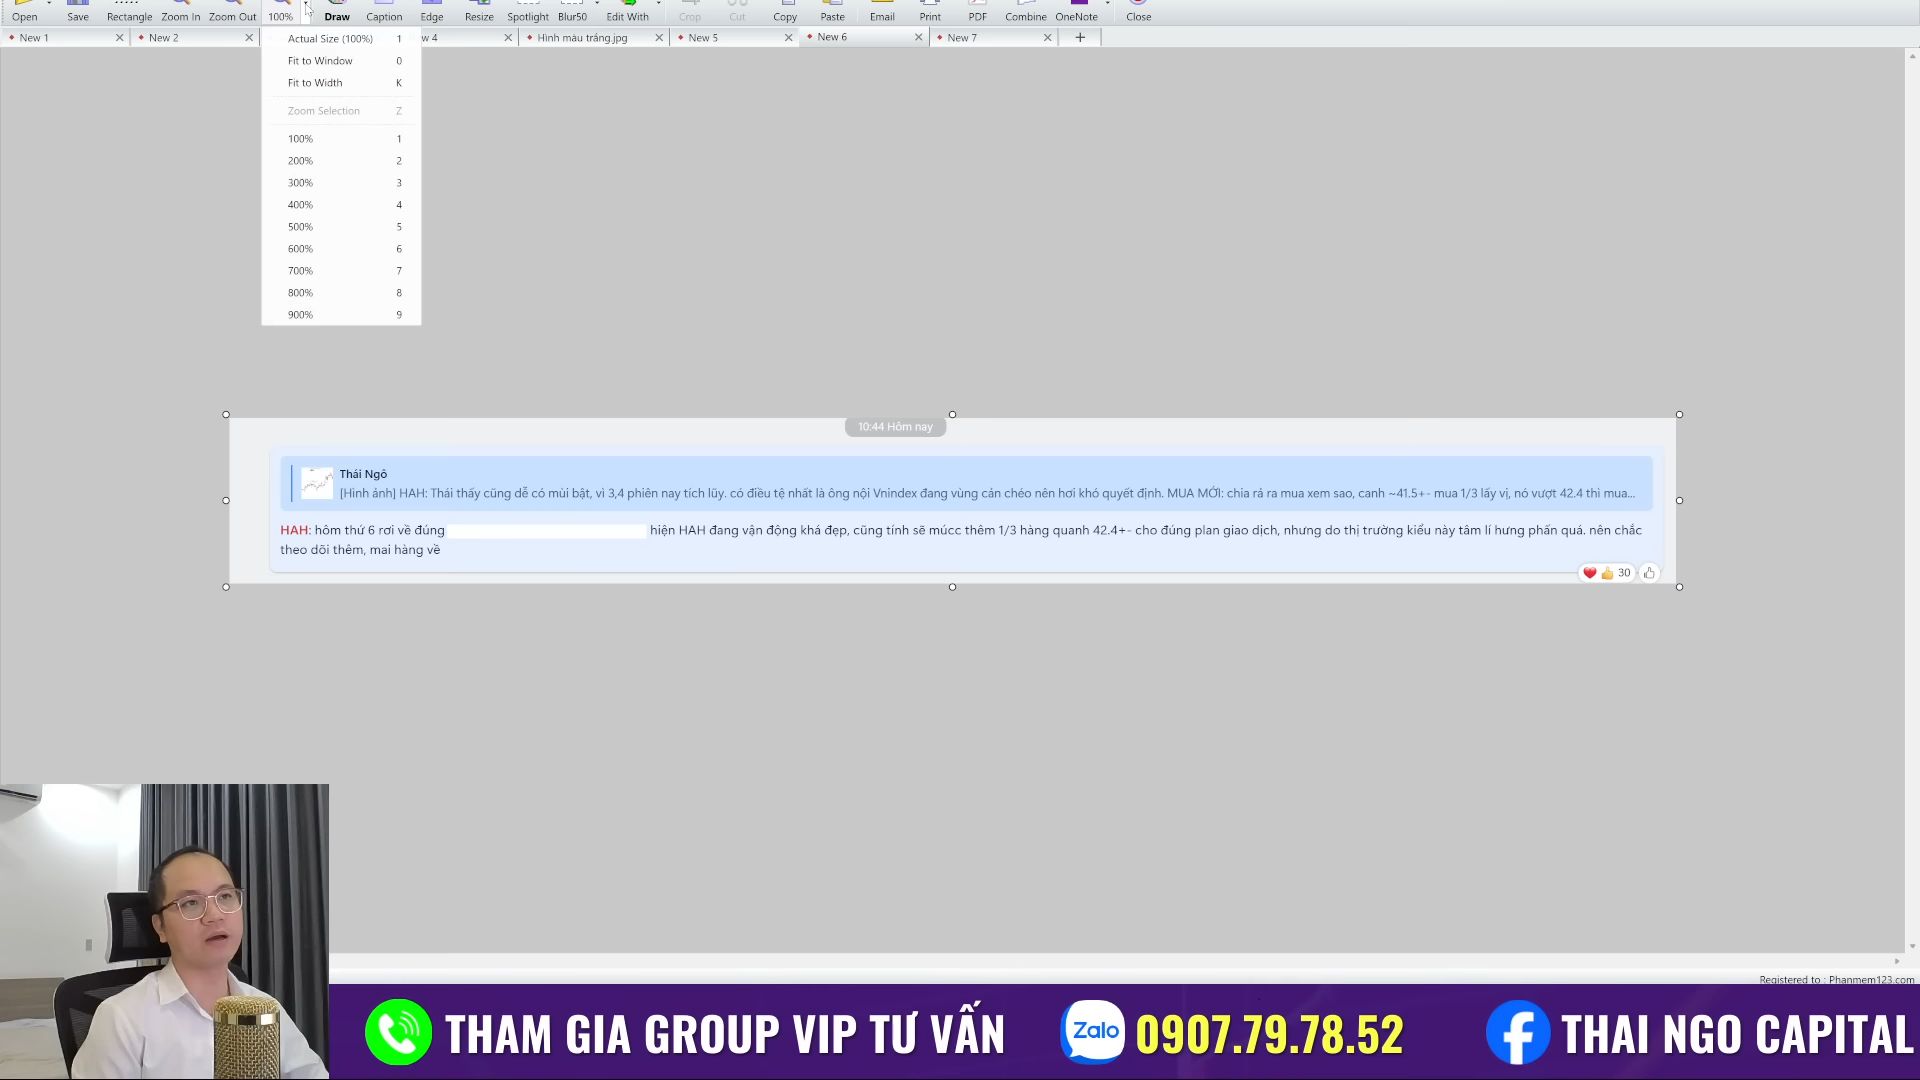 Open Save Rectangle Zoom In Zoom Out 100% Draw Caption Edge Resize Spotlight Blur50 Edit With Crop Cut Copy Paste Email Print PDF Combine OneNote Close
New 1 New 2 w 4 Hình màu trắng.jpg New 5 New 6 New 7 +
Actual Size (100%) 1
Fit to Window 0
Fit to Width K
Zoom Selection Z
100% 1
200% 2
300% 3
400% 4
500% 5
600% 6
700% 7
800% 8
900% 9
10:44 Hôm nay
Thái Ngô
[Hình ảnh] HAH: Thái thấy cũng dễ có mùi bật, vì 3,4 phiên nay tích lũy. có điều tệ nhất là ông nội Vnindex đang vùng cản chéo nên hơi khó quyết định. MUA MỚI: chia rá ra mua xem sao, canh ~41.5+- mua 1/3 lấy vị, nó vượt 42.4 thì mua...
HAH: hôm thứ 6 rơi về đúng hiện HAH đang vận động khá đẹp, cũng tính sẽ múcc thêm 1/3 hàng quanh 42.4+- cho đúng plan giao dịch, nhưng do thị trường kiểu này tâm lí hưng phấn quá. nên chắc
theo dõi thêm, mai hàng về
30
Registered to : Phanmem123.com
THAM GIA GROUP VIP TƯ VẤN Zalo 0907.79.78.52 THAI NGO CAPITAL